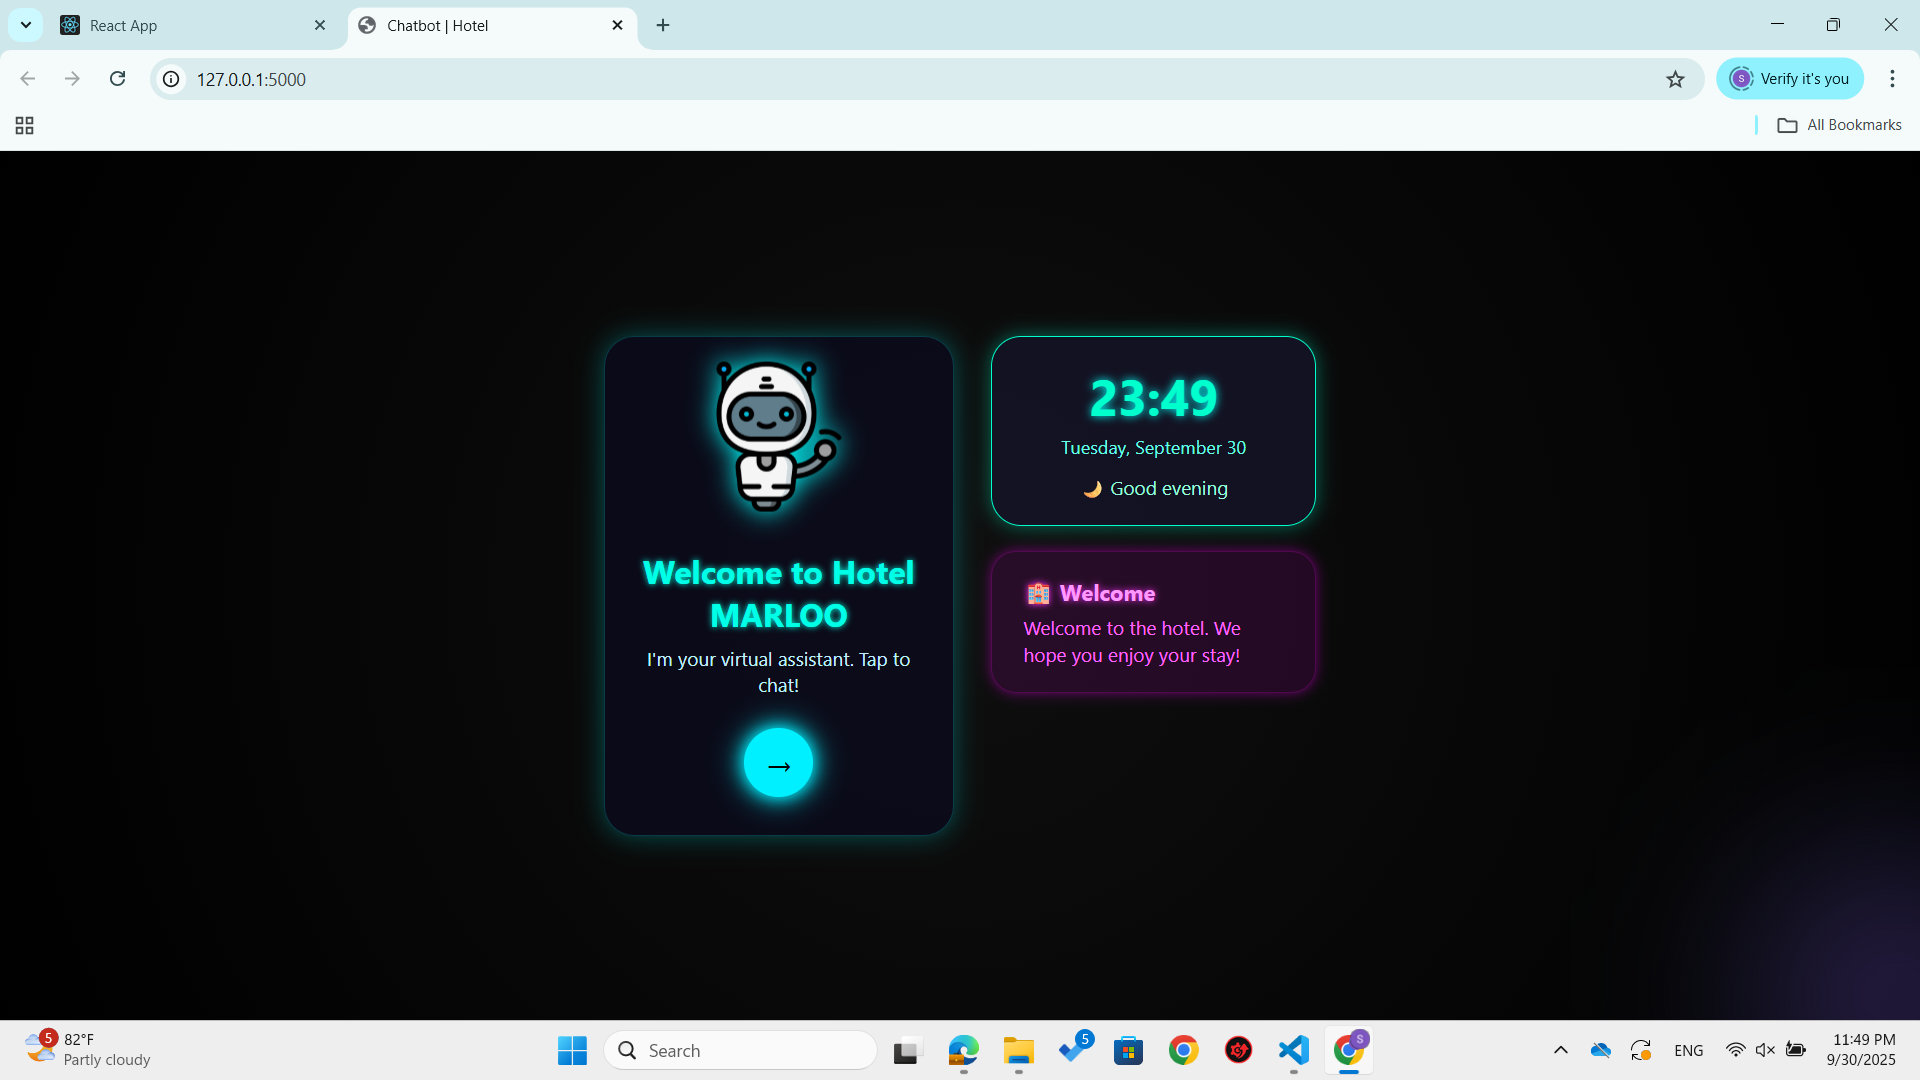 React App
Chatbot | Hotel
127.0.0.1:5000
S
Verify it's you
All Bookmarks
Welcome to Hotel
MARLOO
I'm your virtual assistant. Tap to
chat!
→
23:49
Tuesday, September 30
🌙 Good evening
🏨 Welcome
Welcome to the hotel. We
hope you enjoy your stay!
5
82°F
Partly cloudy
Search
5
S
ENG
11:49 PM
9/30/2025